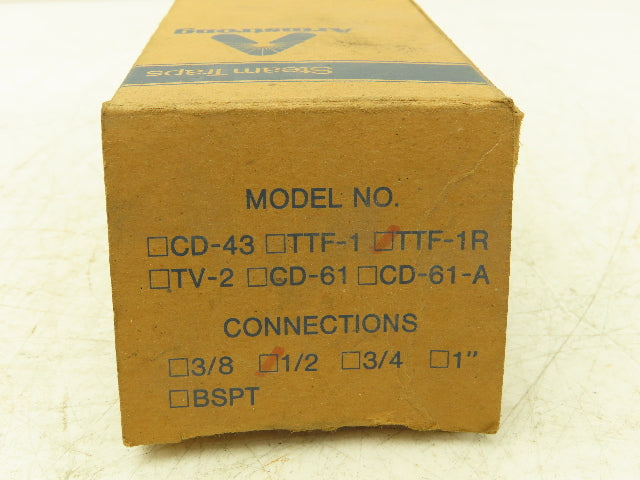 Armstrong
Steam Traps
MODEL NO.
☐CD-43 ☐TTF-1 ☑TTF-1R
☐TV-2 ☐CD-61 ☐CD-61-A
CONNECTIONS
☐3/8 ☑1/2 ☐3/4 ☐1"
☐BSPT